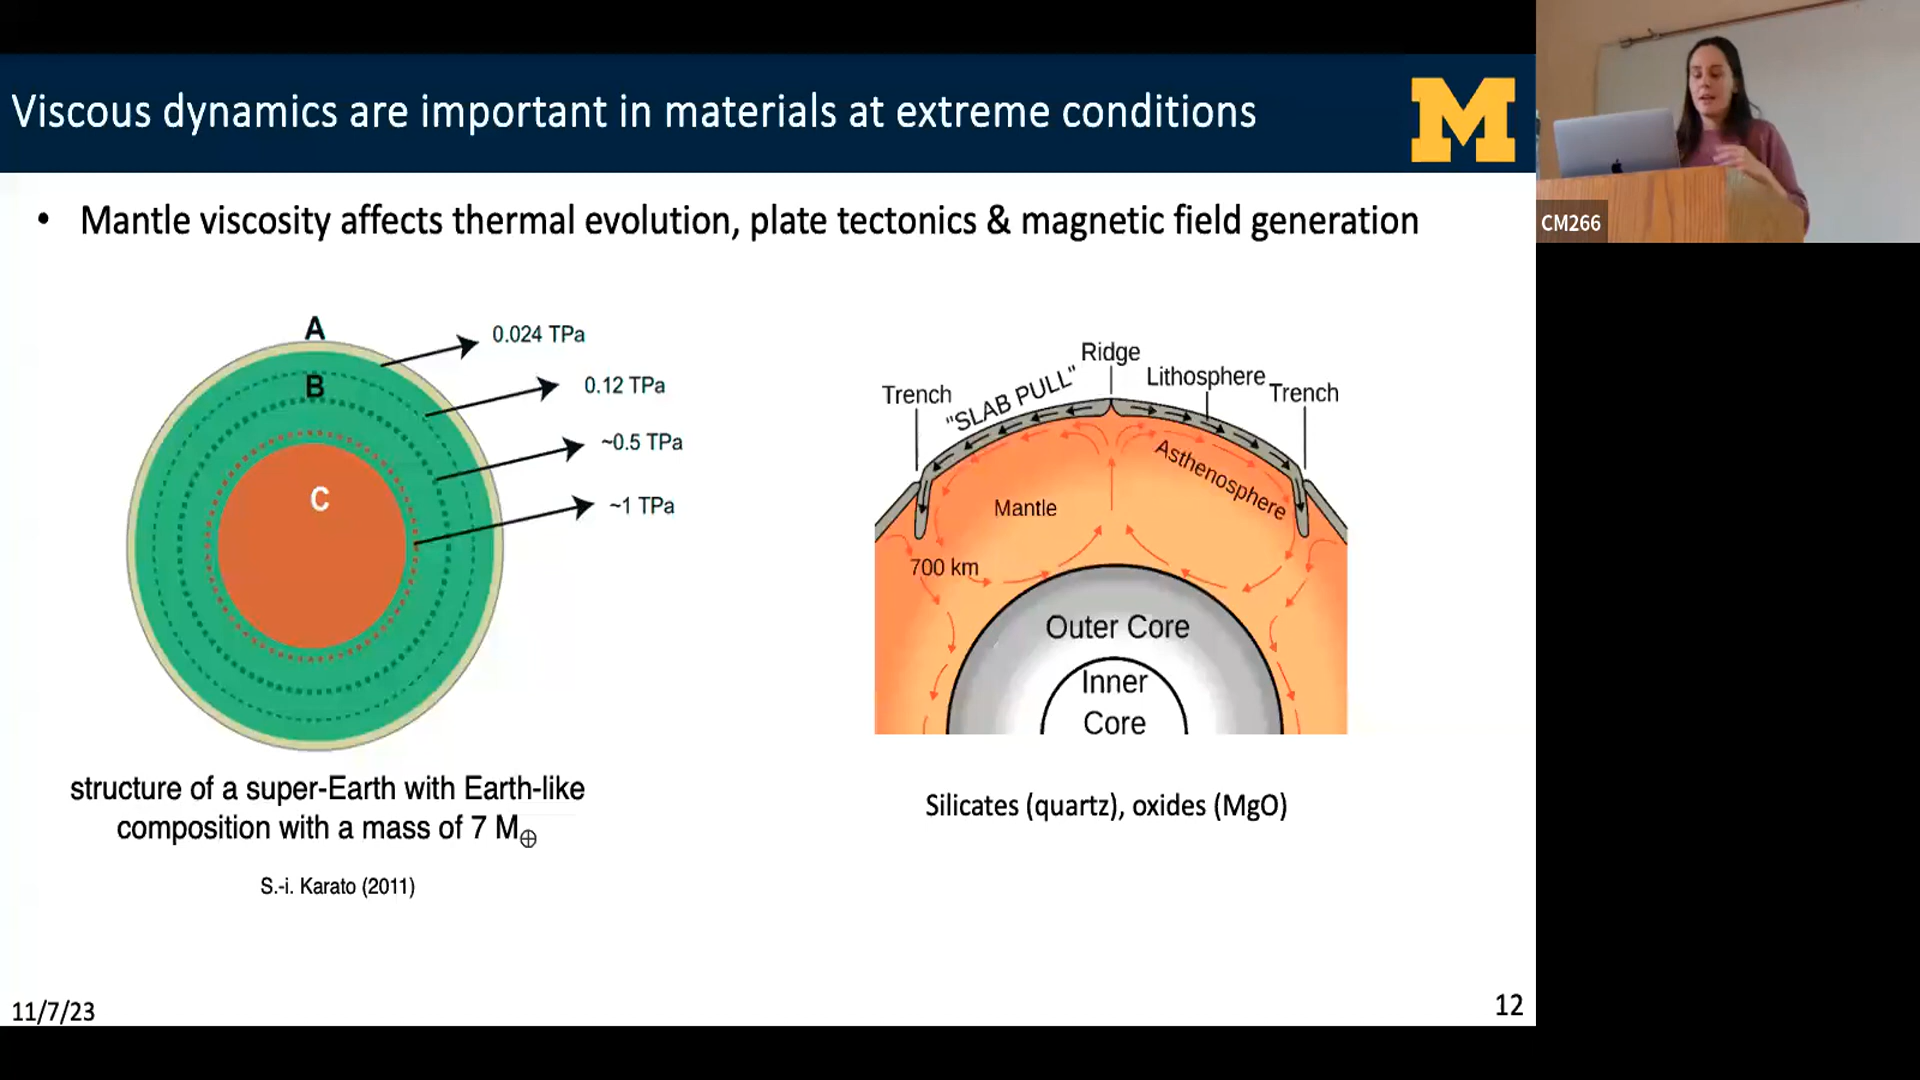 Viscous dynamics are important in materials at extreme conditions
M
CM266
• Mantle viscosity affects thermal evolution, plate tectonics & magnetic field generation
A
B
C
0.024 TPa
0.12 TPa
~0.5 TPa
~1 TPa
structure of a super-Earth with Earth-like
composition with a mass of 7 M⊕
S.-i. Karato (2011)
Ridge
Trench
"SLAB PULL"
Lithosphere
Trench
Asthenosphere
Mantle
700 km
Outer Core
Inner
Core
Silicates (quartz), oxides (MgO)
11/7/23
12